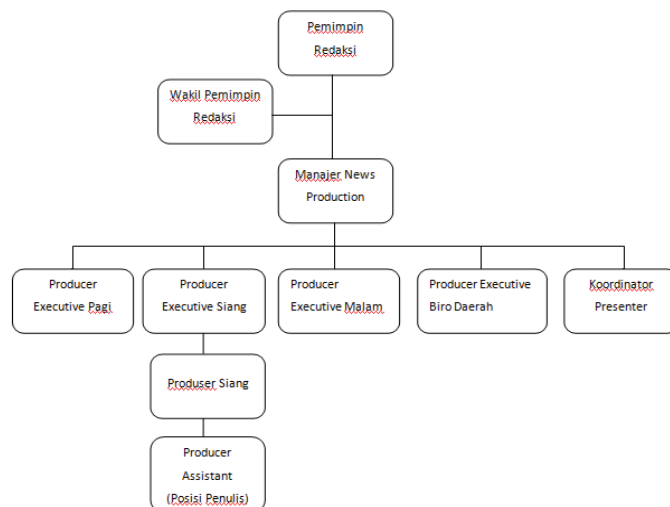 Pemimpin
Redaksi
Wakil Pemimpin
Redaksi
Manajer News
Production
Producer
Executive Pagi
Producer
Executive Siang
Producer
Executive Malam
Producer Executive
Biro Daerah
Koordinator
Presenter
Produser Siang
Producer
Assistant
(Posisi Penulis)